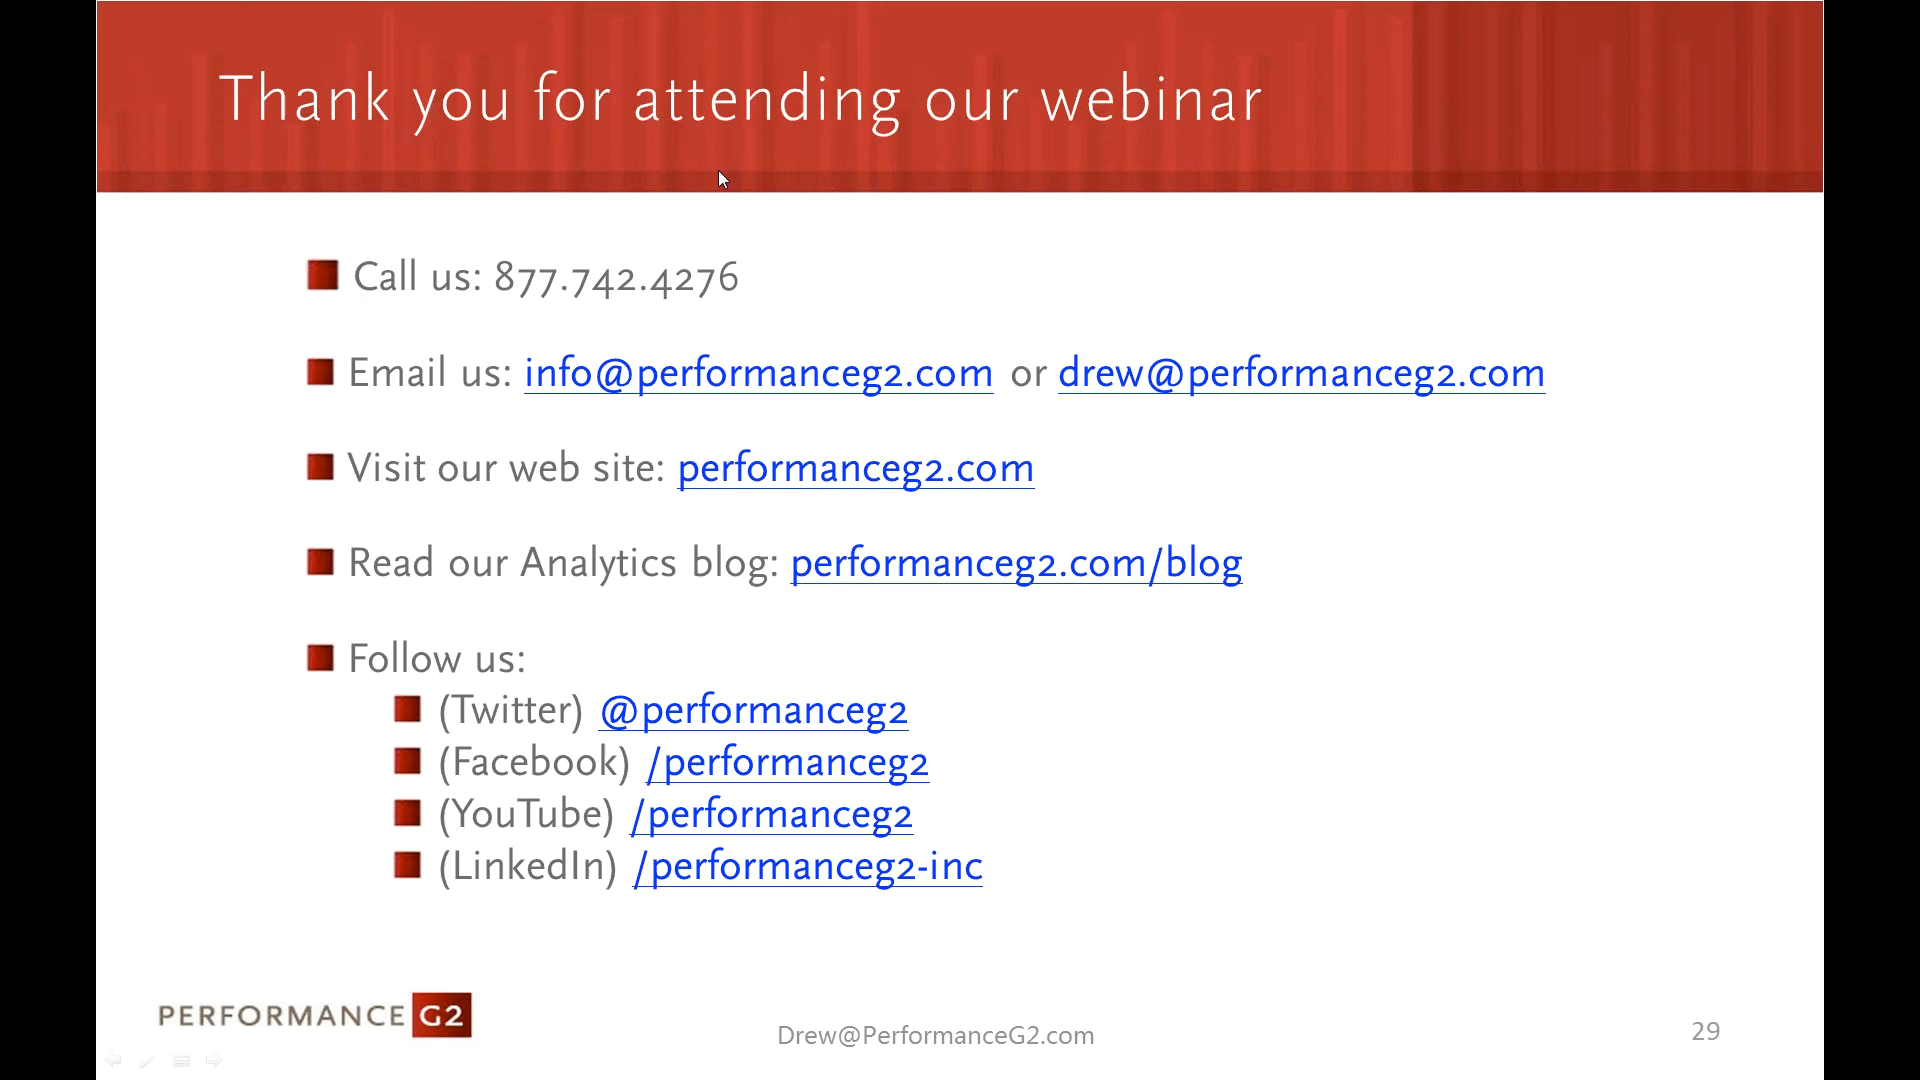 Thank you for attending our webinar
Call us: 877.742.4276
Email us: info@performanceg2.com or drew@performanceg2.com
Visit our web site: performanceg2.com
Read our Analytics blog: performanceg2.com/blog
Follow us:
(Twitter) @performanceg2
(Facebook) /performanceg2
(YouTube) /performanceg2
(LinkedIn) /performanceg2-inc
PERFORMANCE G2
Drew@PerformanceG2.com
29